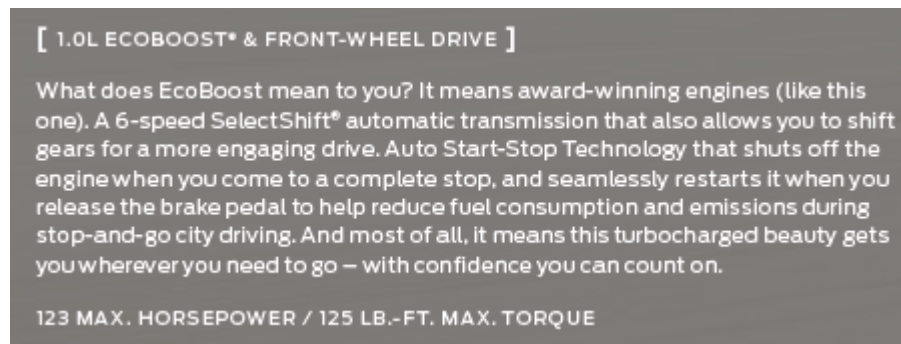 [ 1.0L ECOBOOST® & FRONT-WHEEL DRIVE ]
What does EcoBoost mean to you? It means award-winning engines (like this
one). A 6-speed SelectShift® automatic transmission that also allows you to shift
gears for a more engaging drive. Auto Start-Stop Technology that shuts off the
engine when you come to a complete stop, and seamlessly restarts it when you
release the brake pedal to help reduce fuel consumption and emissions during
stop-and-go city driving. And most of all, it means this turbocharged beauty gets
you wherever you need to go – with confidence you can count on.
123 MAX. HORSEPOWER / 125 LB.-FT. MAX. TORQUE